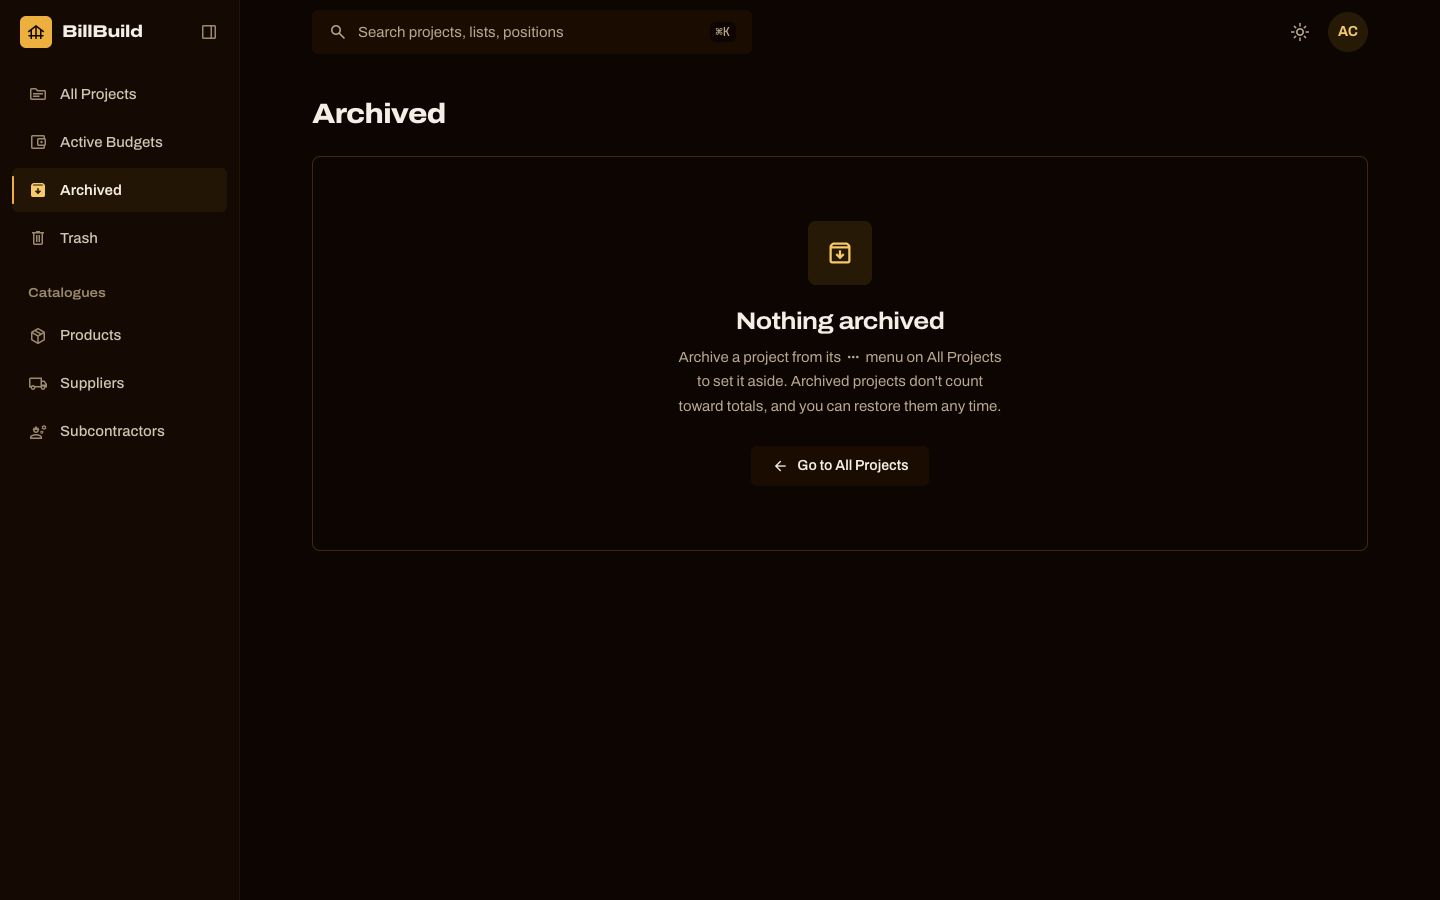 BillBuild
Search projects, lists, positions
⌘K
AC
All Projects
Active Budgets
Archived
Trash
Catalogues
Products
Suppliers
Subcontractors
Archived
Nothing archived
Archive a project from its ··· menu on All Projects
to set it aside. Archived projects don't count
toward totals, and you can restore them any time.
Go to All Projects